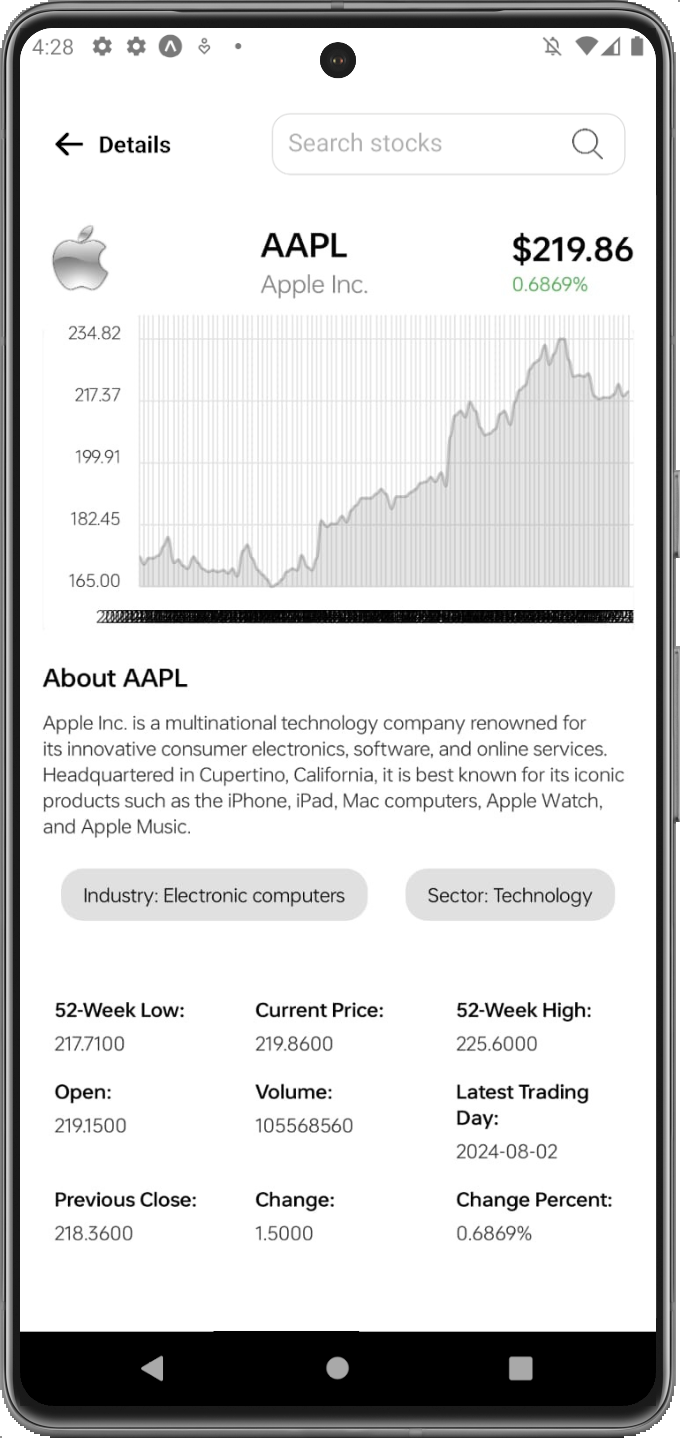 4:28
Details
Search stocks
AAPL
$219.86
Apple Inc.
0.6869%
234.82
217.37
199.91
182.45
165.00
About AAPL
Apple Inc. is a multinational technology company renowned for
its innovative consumer electronics, software, and online services.
Headquartered in Cupertino, California, it is best known for its iconic
products such as the iPhone, iPad, Mac computers, Apple Watch,
and Apple Music.
Industry: Electronic computers
Sector: Technology
52-Week Low:
Current Price:
52-Week High:
217.7100
219.8600
225.6000
Open:
Volume:
Latest Trading
Day:
219.1500
105568560
2024-08-02
Previous Close:
Change:
Change Percent:
218.3600
1.5000
0.6869%